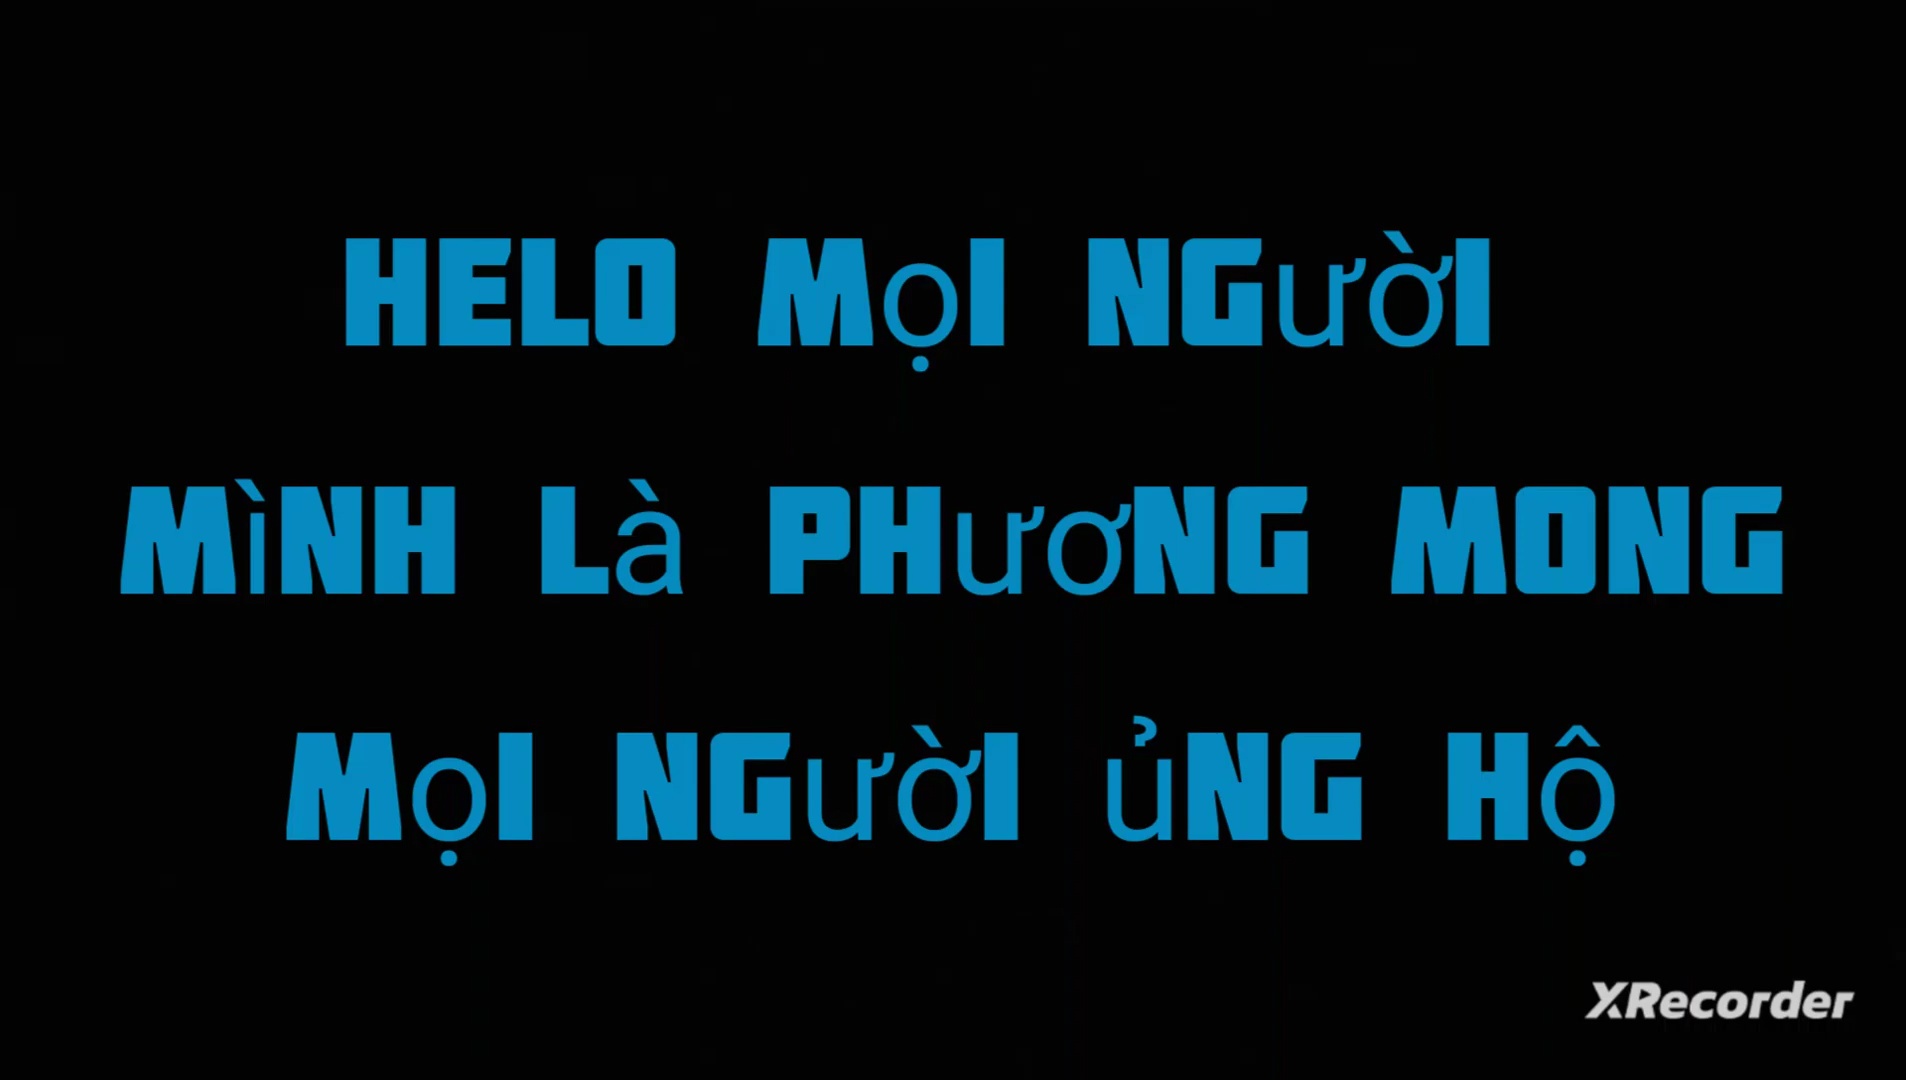 HELO MọI NGườI
MìNH Là PHươNG MONG
MọI NGườI ủNG Hộ
XRecorder